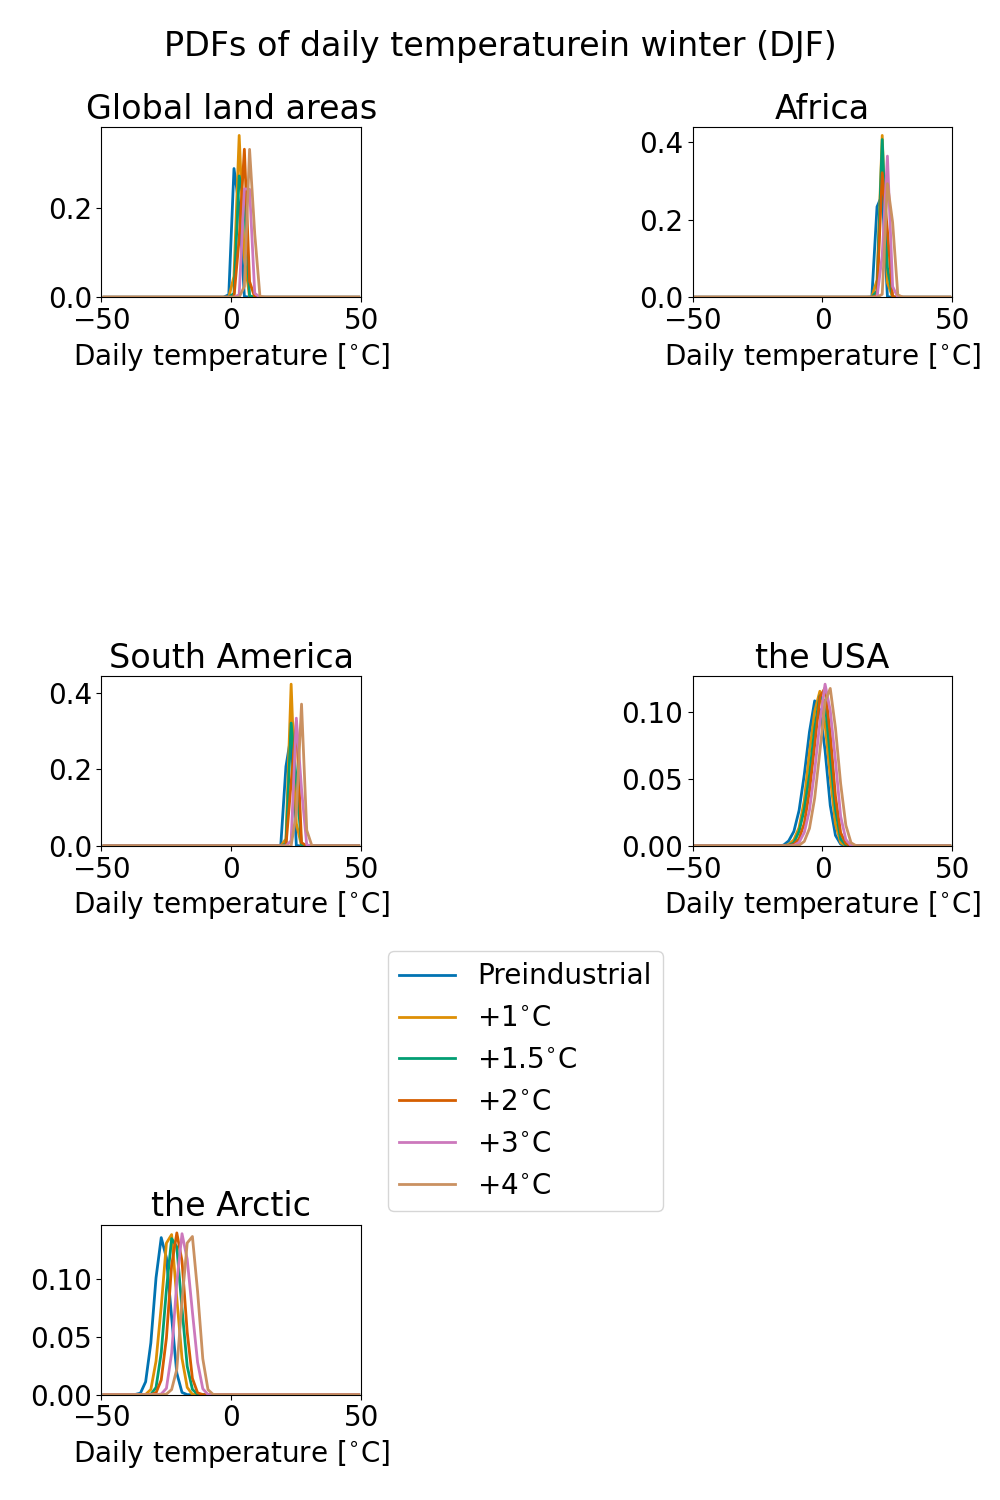 PDFs of daily temperaturein winter (DJF)
Global land areas
0.2
0.0
−50 0 50
Daily temperature [°C]
Africa
0.4
0.2
0.0
−50 0 50
Daily temperature [°C]
South America
0.4
0.2
0.0
−50 0 50
Daily temperature [°C]
the USA
0.10
0.05
0.00
−50 0 50
Daily temperature [°C]
Preindustrial
+1°C
+1.5°C
+2°C
+3°C
+4°C
the Arctic
0.10
0.05
0.00
−50 0 50
Daily temperature [°C]